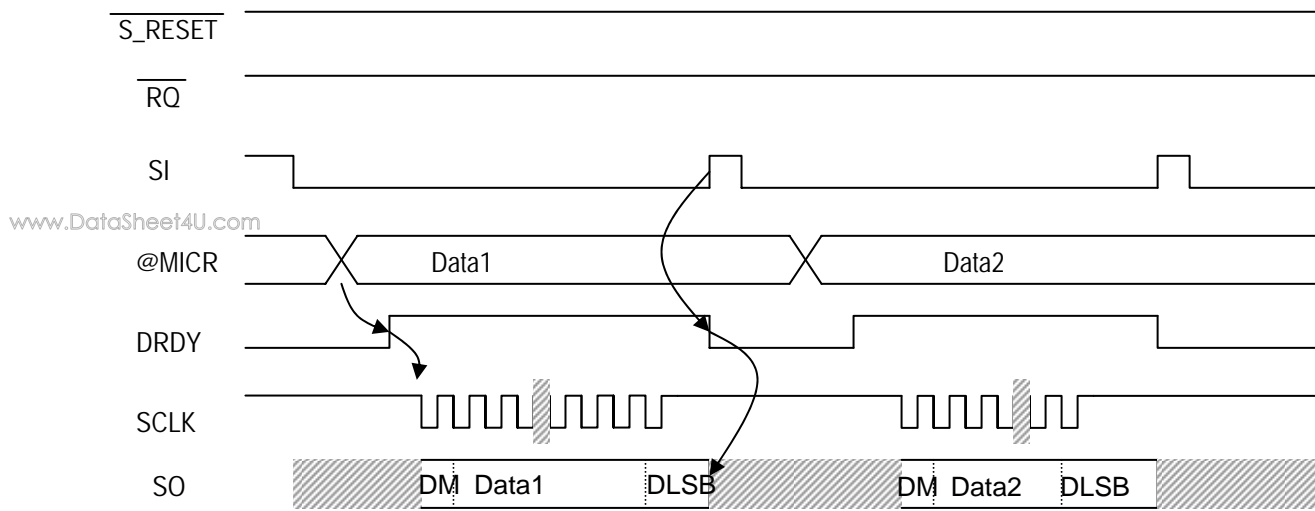 S_RESET
RQ
SI
www.DataSheet4U.com
@MICR Data1 Data2
DRDY
SCLK
SO DM Data1 DLSB DM Data2 DLSB